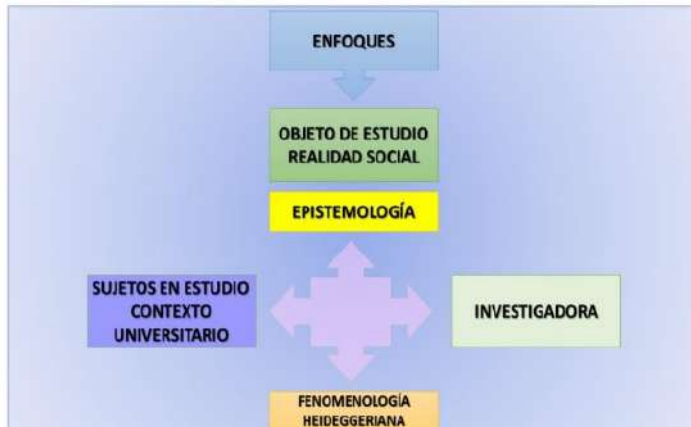 ENFOQUES
OBJETO DE ESTUDIO
REALIDAD SOCIAL
EPISTEMOLOGÍA
SUJETOS EN ESTUDIO
CONTEXTO
UNIVERSITARIO
INVESTIGADORA
FENOMENOLOGÍA
HEIDEGGERIANA